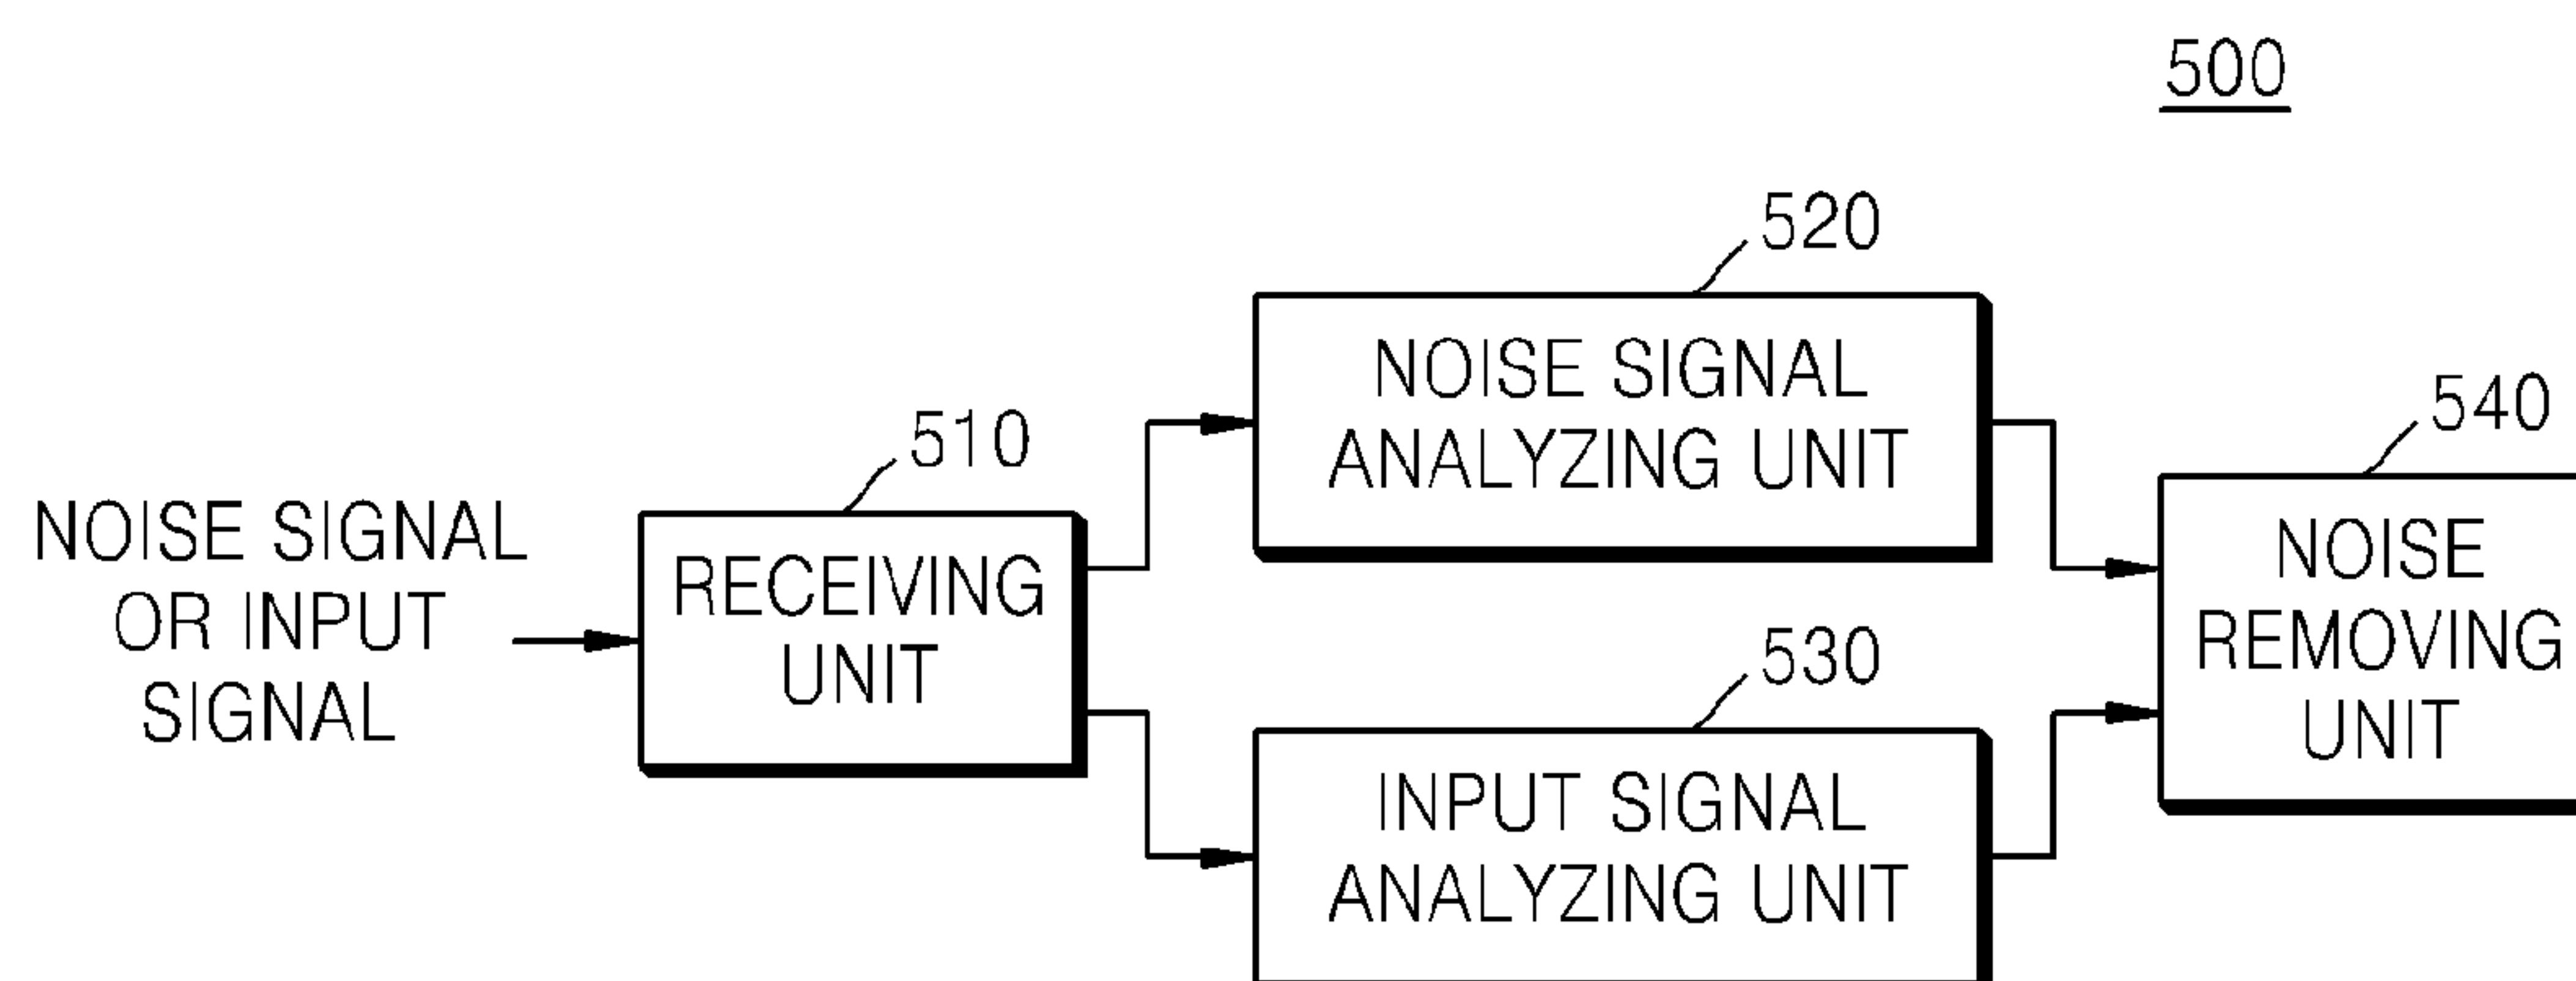 500
520
NOISE SIGNAL
ANALYZING UNIT
540
510
NOISE SIGNAL
OR INPUT
SIGNAL
RECEIVING
UNIT
NOISE
REMOVING
UNIT
530
INPUT SIGNAL
ANALYZING UNIT